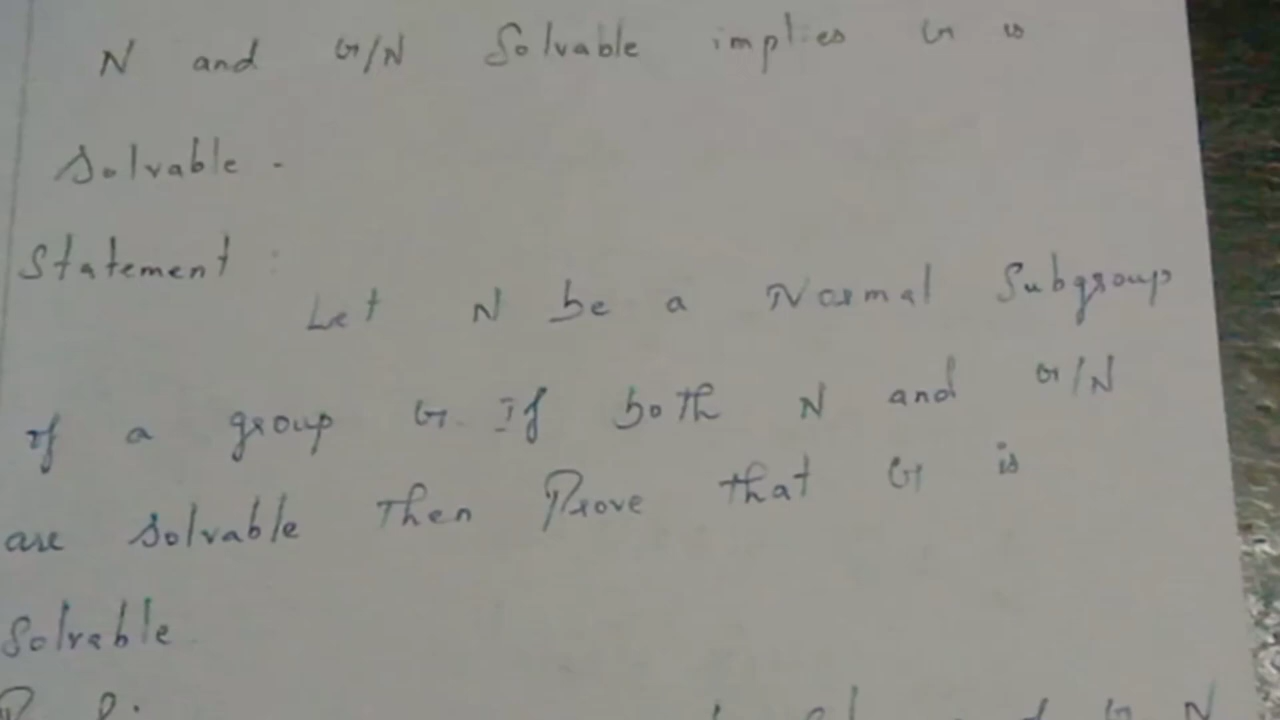 N and G/N Solvable implies G is
Solvable.
Statement:
Let N be a Normal Subgroup
of a group G. If both N and G/N
are solvable Then Prove that G is
Solvable